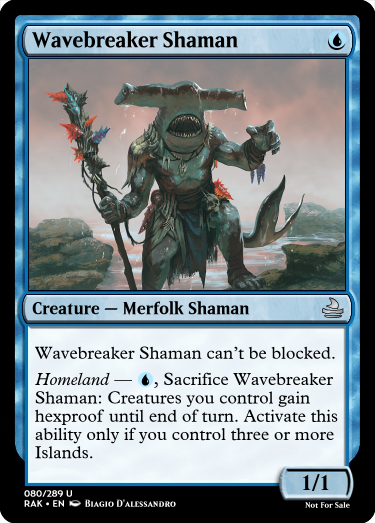 Wavebreaker Shaman
Creature — Merfolk Shaman
Wavebreaker Shaman can't be blocked.
Homeland — , Sacrifice Wavebreaker
Shaman: Creatures you control gain
hexproof until end of turn. Activate this
ability only if you control three or more
Islands.
1/1
080/289 U
RAK • EN Biagio D'alessandro
Not For Sale